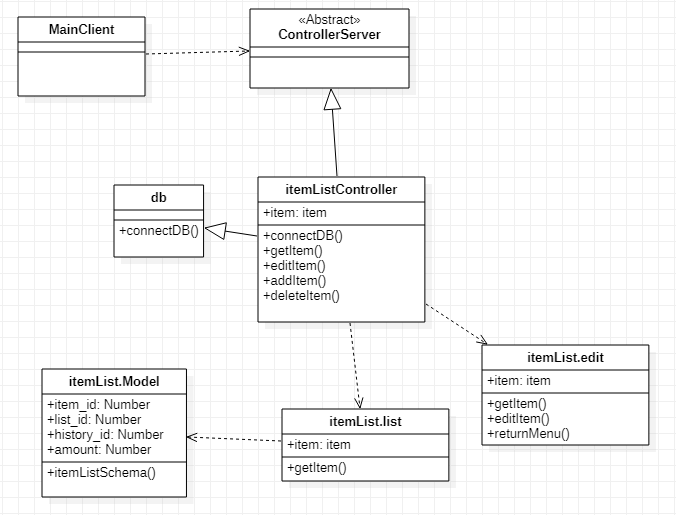 MainClient
«Abstract»
ControllerServer
itemListController
+item: item
+connectDB()
+getItem()
+editItem()
+addItem()
+deleteItem()
db
+connectDB()
itemList.edit
+item: item
+getItem()
+editItem()
+returnMenu()
itemList.Model
+item_id: Number
+list_id: Number
+history_id: Number
+amount: Number
+itemListSchema()
itemList.list
+item: item
+getItem()